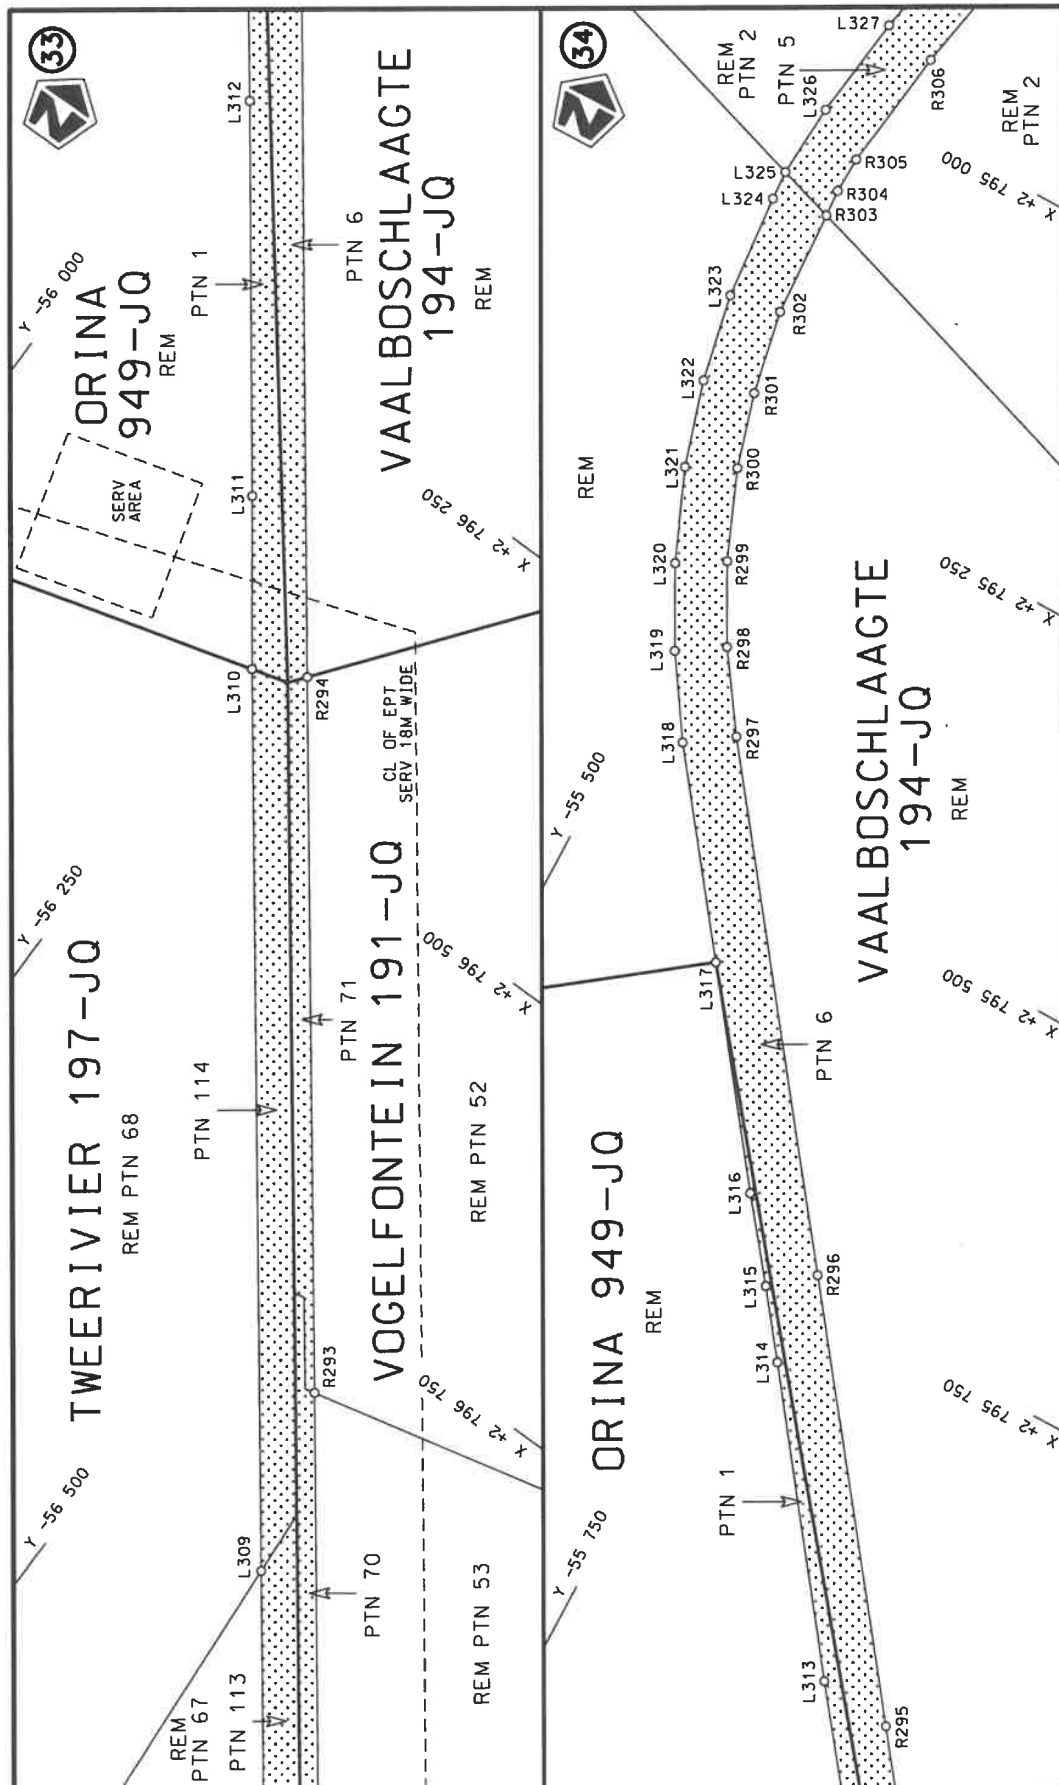 33
L312
Y -56 000
ORINA
949-JQ
REM
PTN 1
PTN 6
VAALBOSCHLAAGTE
194-JQ
REM
SERV
AREA
L311
X +2 796 250
L310
R294
CL OF EPT
SERV 18M WIDE
Y -56 250
TWEERIVIER 197-JQ
REM PTN 68
PTN 114
PTN 71
VOGELFONTEIN 191-JQ
X +2 796 500
REM PTN 52
R293
X +2 796 750
Y -56 500
L309
PTN 70
REM PTN 53
REM
PTN 67
PTN 113
34
L327
REM
PTN 2
PTN 5
L326
R306
REM
PTN 2
L325
L324
R305
R304
R303
X +2 795 000
L323
R302
L322
R301
L321
R300
REM
L320
R299
L319
R298
L318
R297
X +2 795 250
VAALBOSCHLAAGTE
194-JQ
REM
Y -55 500
L317
X +2 795 500
PTN 6
L316
ORINA 949-JQ
REM
L315
R296
L314
X +2 795 750
PTN 1
Y -55 750
L313
R295